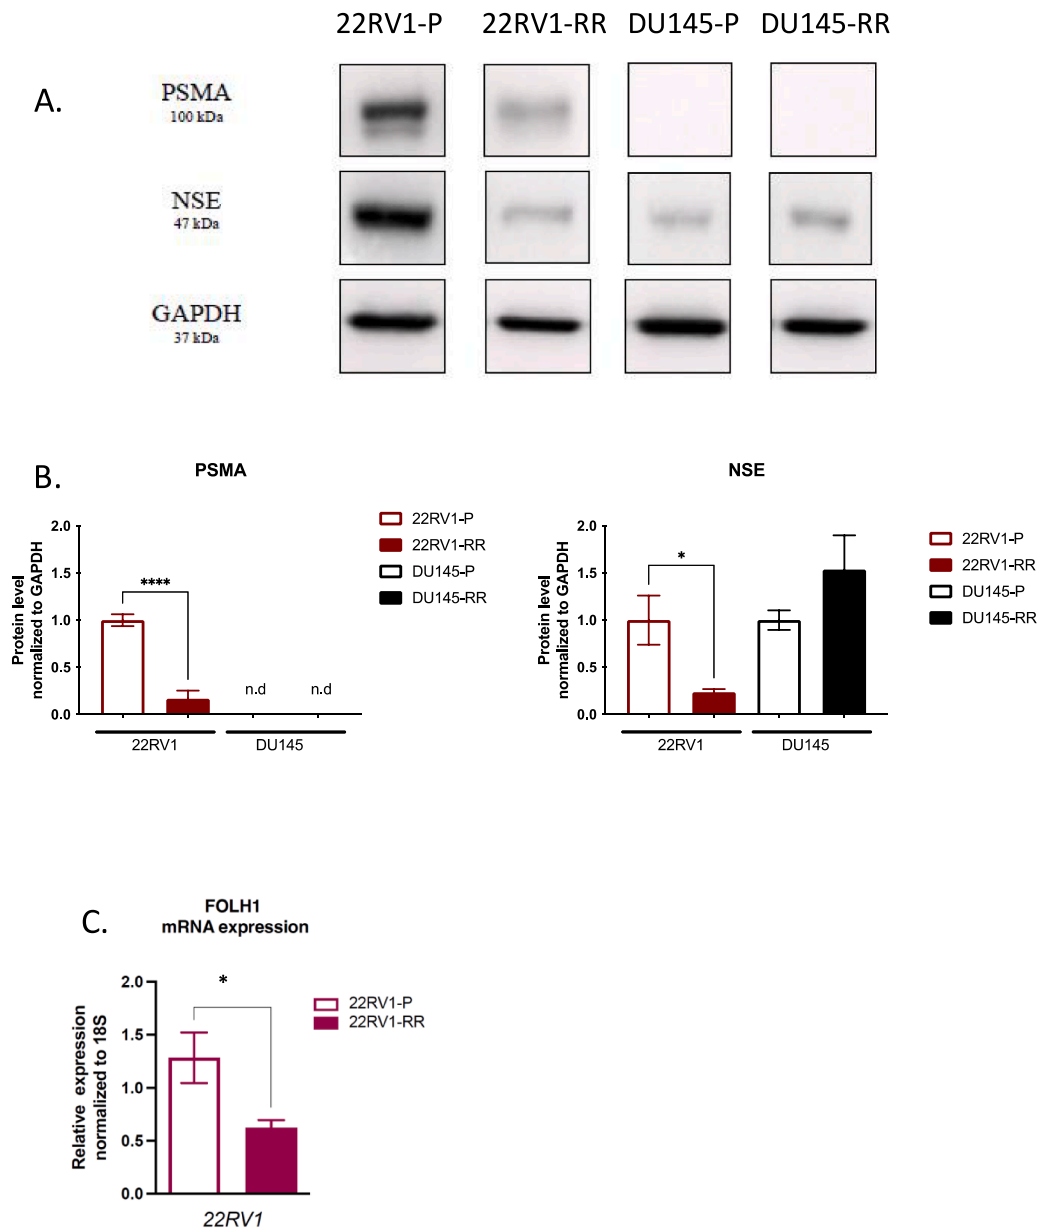 22RV1-P 22RV1-RR DU145-P DU145-RR
A.
PSMA
100 kDa
NSE
47 kDa
GAPDH
37 kDa
B.
PSMA
Protein level
normalized to GAPDH
2.0
1.5
1.0
0.5
0.0
****
n.d n.d
22RV1 DU145
22RV1-P
22RV1-RR
DU145-P
DU145-RR
NSE
Protein level
normalized to GAPDH
2.0
1.5
1.0
0.5
0.0
*
22RV1 DU145
22RV1-P
22RV1-RR
DU145-P
DU145-RR
C.
FOLH1
mRNA expression
Relative expression
normalized to 18S
2.0
1.5
1.0
0.5
0.0
*
22RV1
22RV1-P
22RV1-RR